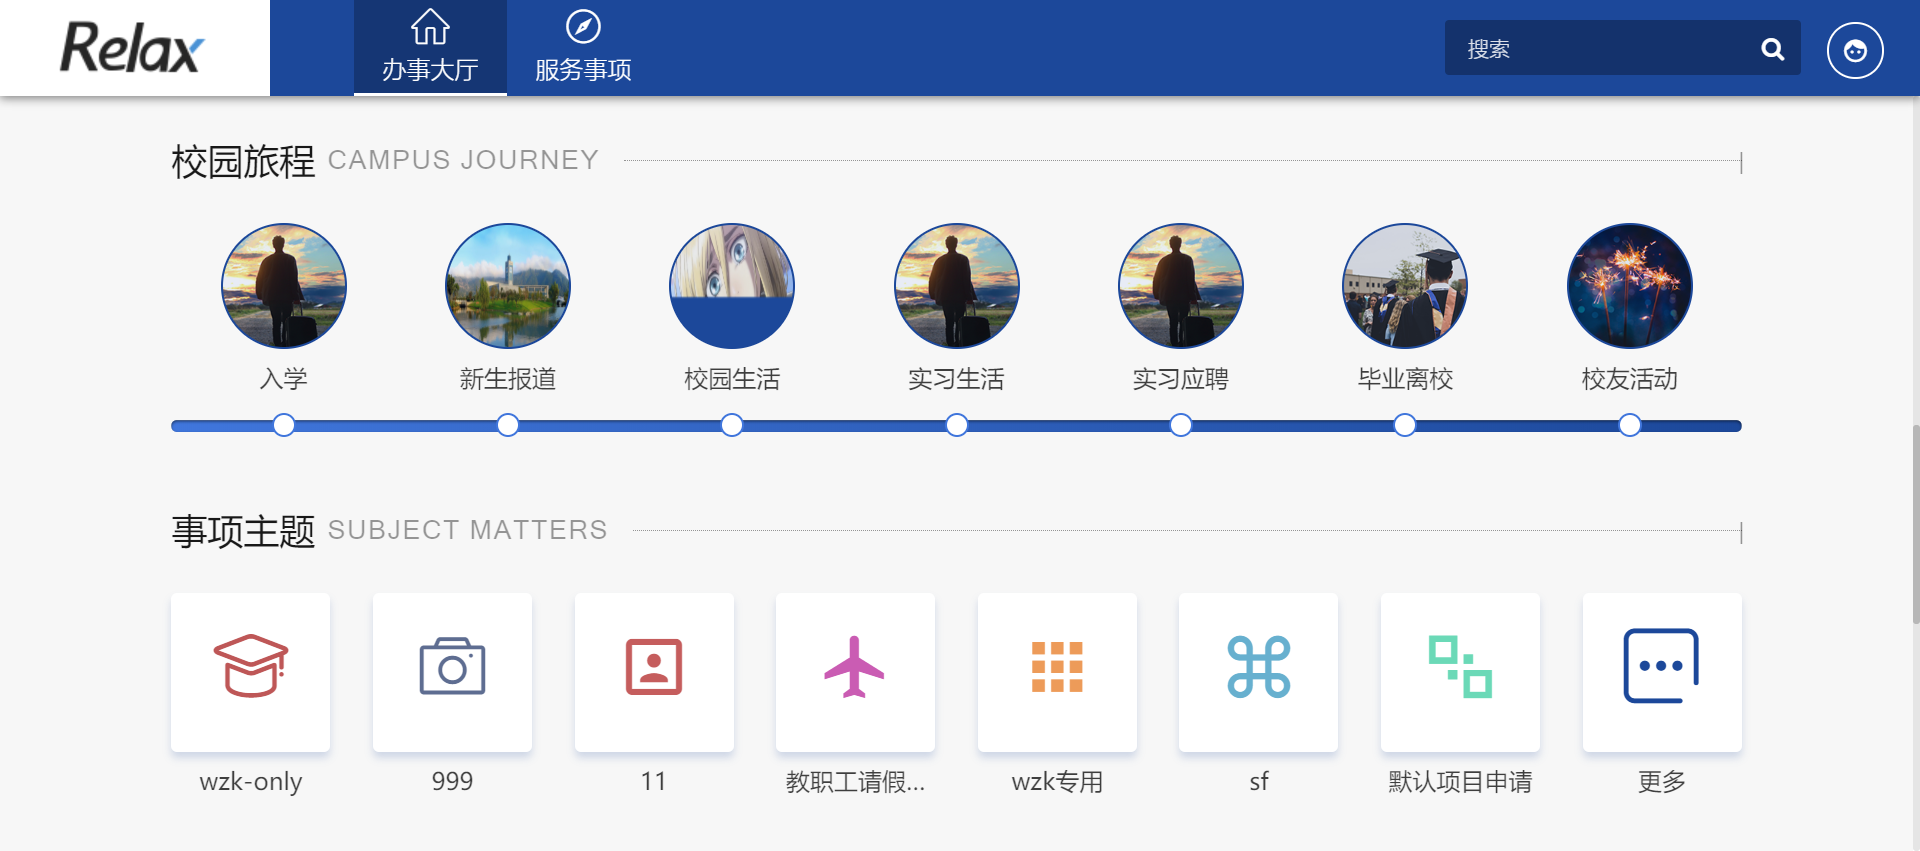 Relax
办事大厅
服务事项
搜索
校园旅程 CAMPUS JOURNEY
入学
新生报道
校园生活
实习生活
实习应聘
毕业离校
校友活动
事项主题 SUBJECT MATTERS
wzk-only
999
11
教职工请假...
wzk专用
sf
默认项目申请
更多